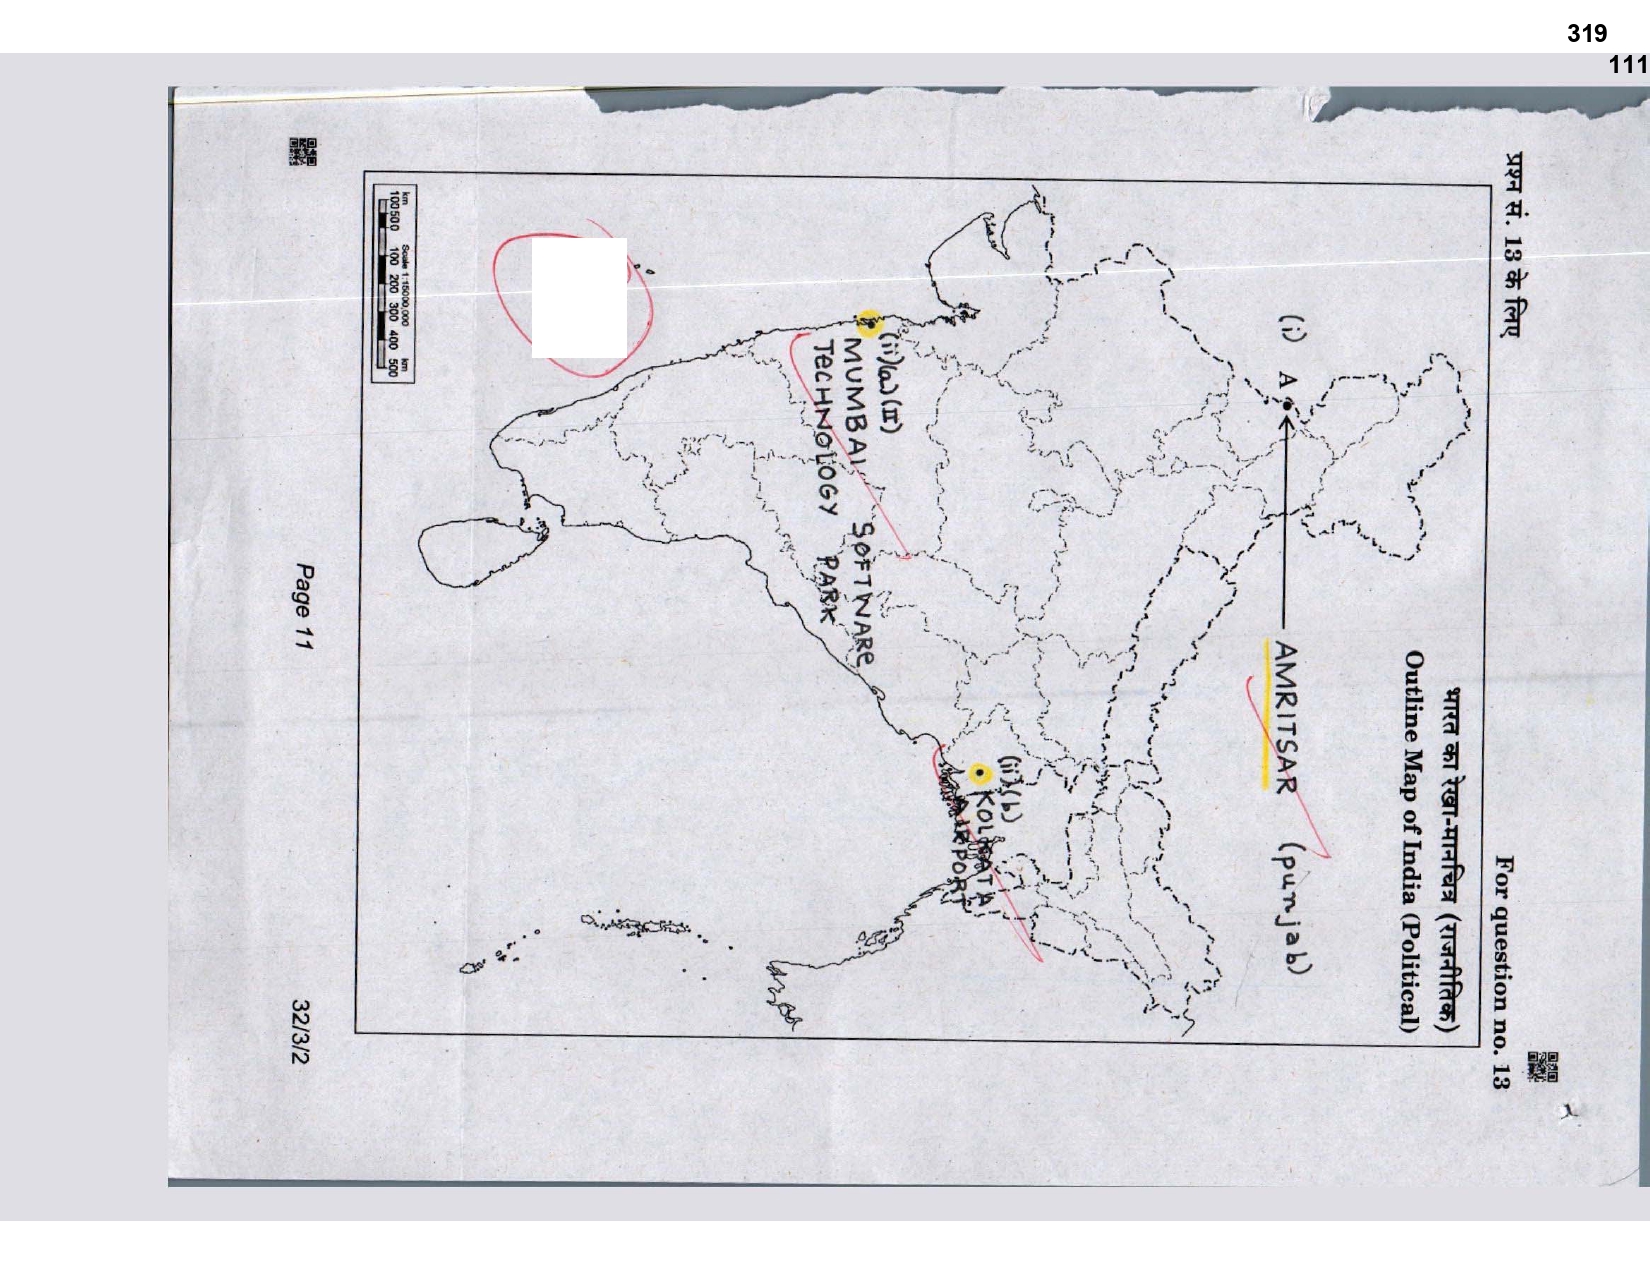 319
111
प्रश्न सं. 13 के लिए
For question no. 13
भारत का रेखा-मानचित्र (राजनीतिक)
Outline Map of India (Political)
(i) A
AMRITSAR (punjab)
(ii)(a)(II)
MUMBAI SOFTWARE
TECHNOLOGY PARK
(ii)(b)
KOLKATA
AIRPORT
km Scale 1:15000,000 km
100 50 0 100 200 300 400 500
Page 11
32/3/2